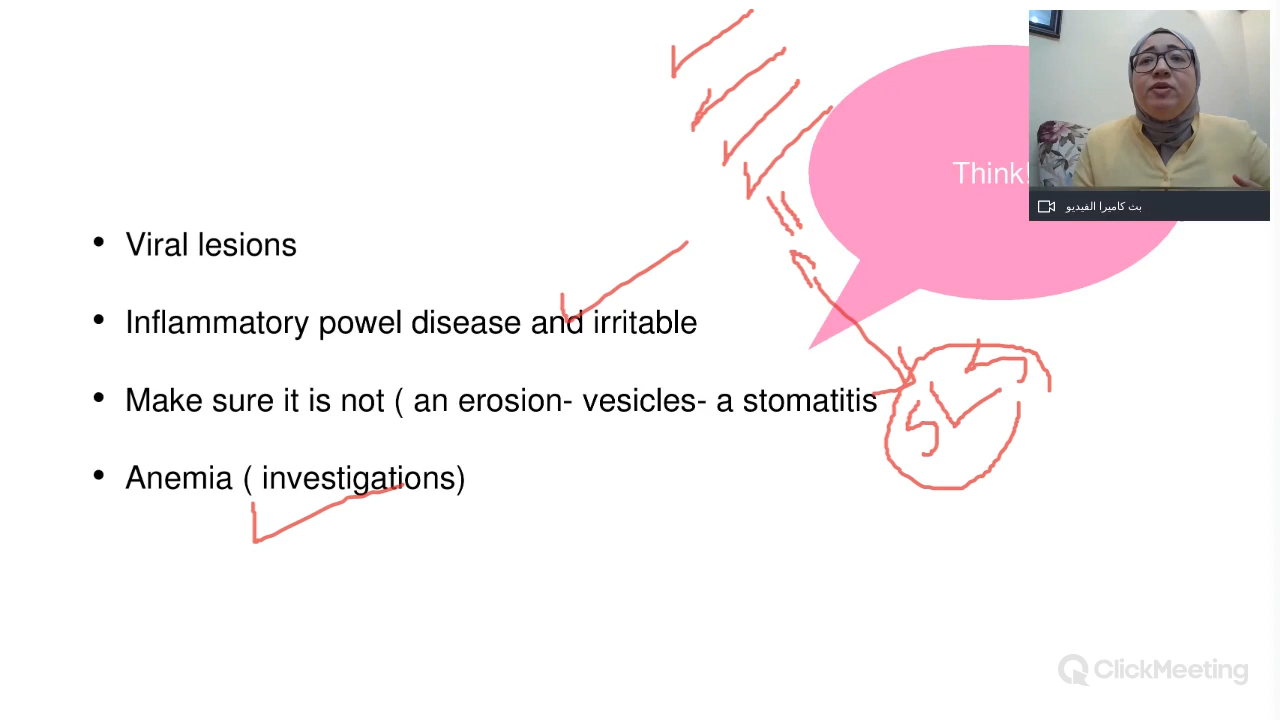 Think!
بث كاميرا الفيديو
• Viral lesions
• Inflammatory powel disease and irritable
• Make sure it is not ( an erosion- vesicles- a stomatitis
• Anemia ( investigations)
ClickMeeting